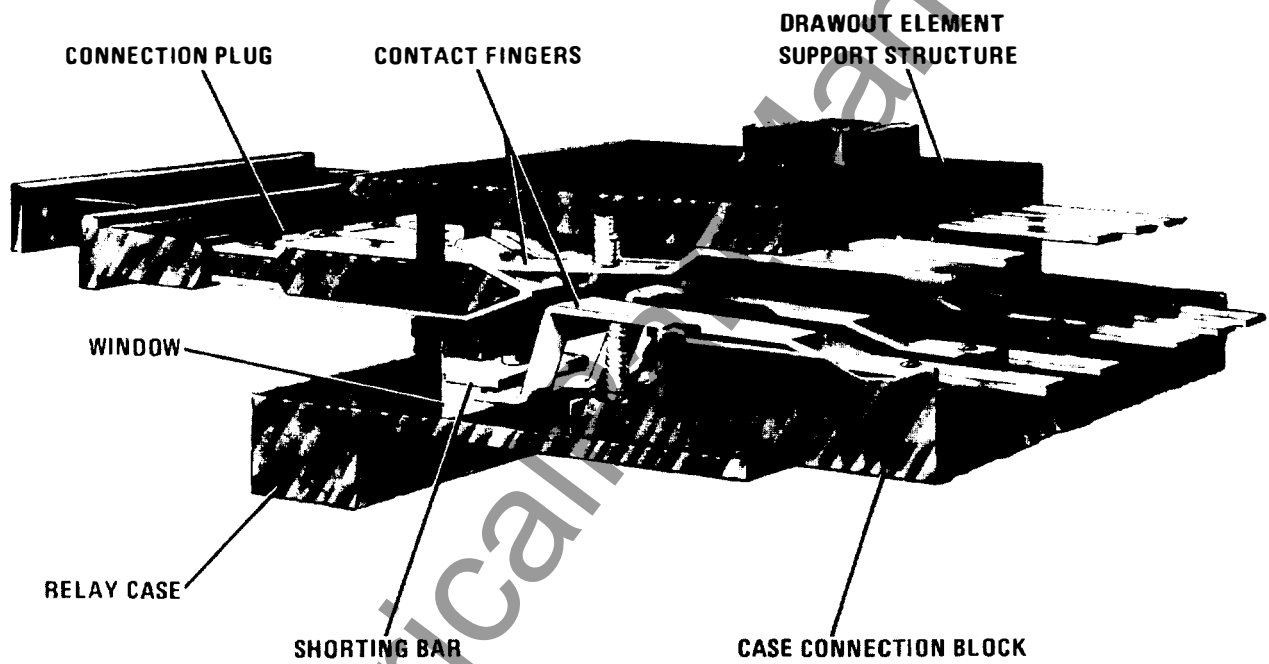 DRAWOUT ELEMENT
SUPPORT STRUCTURE
CONNECTION PLUG
CONTACT FINGERS
WINDOW
RELAY CASE
SHORTING BAR
CASE CONNECTION BLOCK